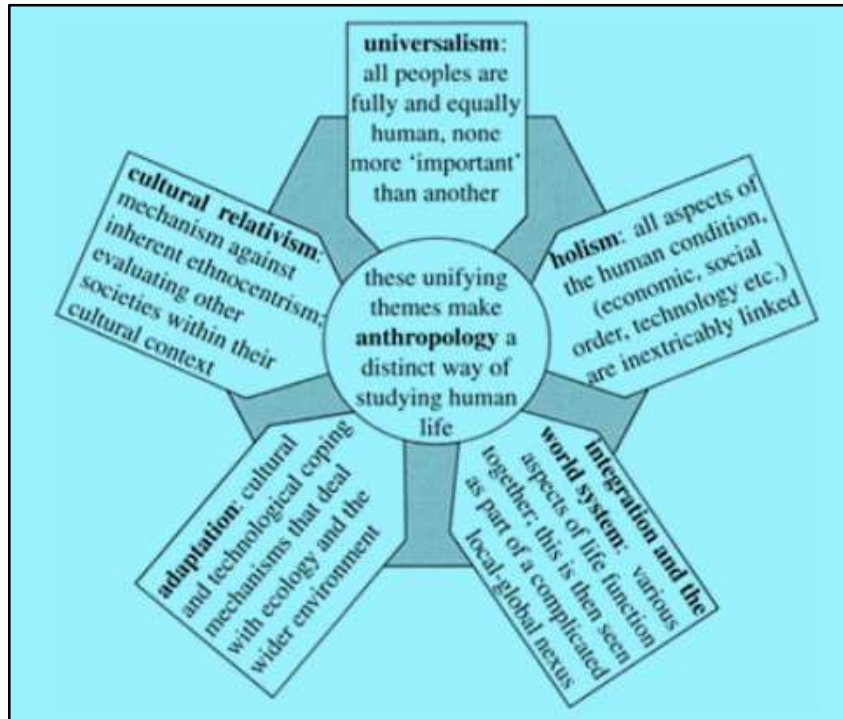 universalism:
all peoples are
fully and equally
human, none
more ‘important’
than another
cultural relativism:
mechanism against
inherent ethnocentrism;
evaluating other
societies within their
cultural context
holism: all aspects of
the human condition,
(economic, social
order, technology etc.)
are inextricably linked
these unifying
themes make
anthropology a
distinct way of
studying human
life
adaptation: cultural
and technological coping
mechanisms that deal
with ecology and the
wider environment
integration and the
world system: various
aspects of life function
together; this is then seen
as part of a complicated
local-global nexus